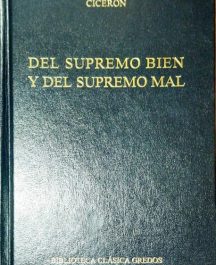 CICERÓN
DEL SUPREMO BIEN
Y DEL SUPREMO MAL
BIBLIOTECA CLÁSICA GREDOS